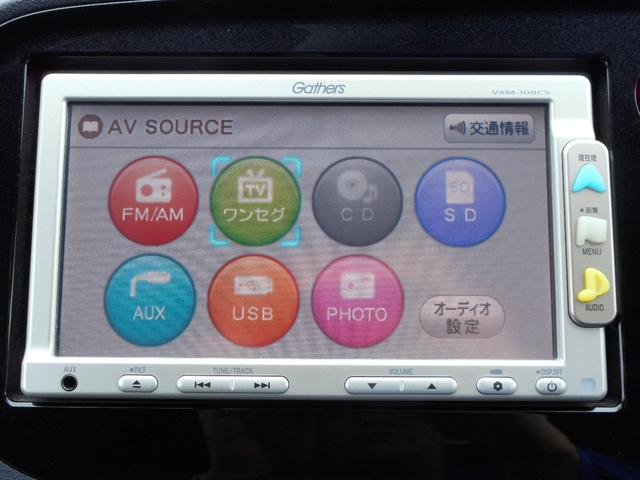 Gathers
VXM-108CS
AV SOURCE
交通情報
現在地
FM/AM
TV
ワンセグ
CD
SD
SD
★画質
MENU
AUX
USB
PHOTO
オーディオ
設定
AUDIO
AUX
TILT
TUNE/TRACK
VOLUME
DISP.OFF